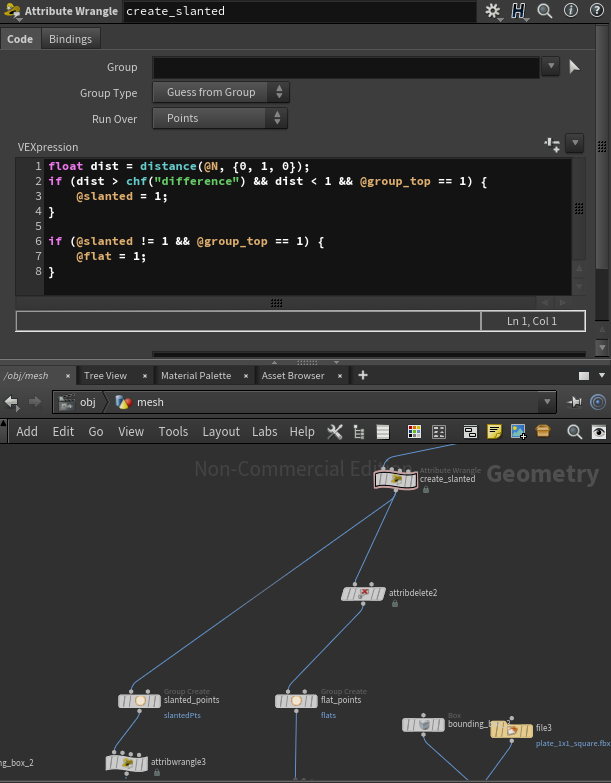 Attribute Wrangle create_slanted
Code Bindings
Group
Group Type Guess from Group
Run Over Points
VEXpression
1 float dist = distance(@N, {0, 1, 0});
2 if (dist > chf("difference") && dist < 1 && @group_top == 1) {
3 @slanted = 1;
4 }
5
6 if (@slanted != 1 && @group_top == 1) {
7 @flat = 1;
8 }
Ln 1, Col 1
/obj/mesh × Tree View × Material Palette × Asset Browser × +
obj mesh
Add Edit Go View Tools Layout Labs Help
Non-Commercial Edition
Geometry
Attribute Wrangle
create_slanted
attribdelete2
Group Create
slanted_points
slantedPts
Group Create
flat_points
flats
Box
file3
plate_1x1_square.fbx
attribwrangle3
ng_box_2